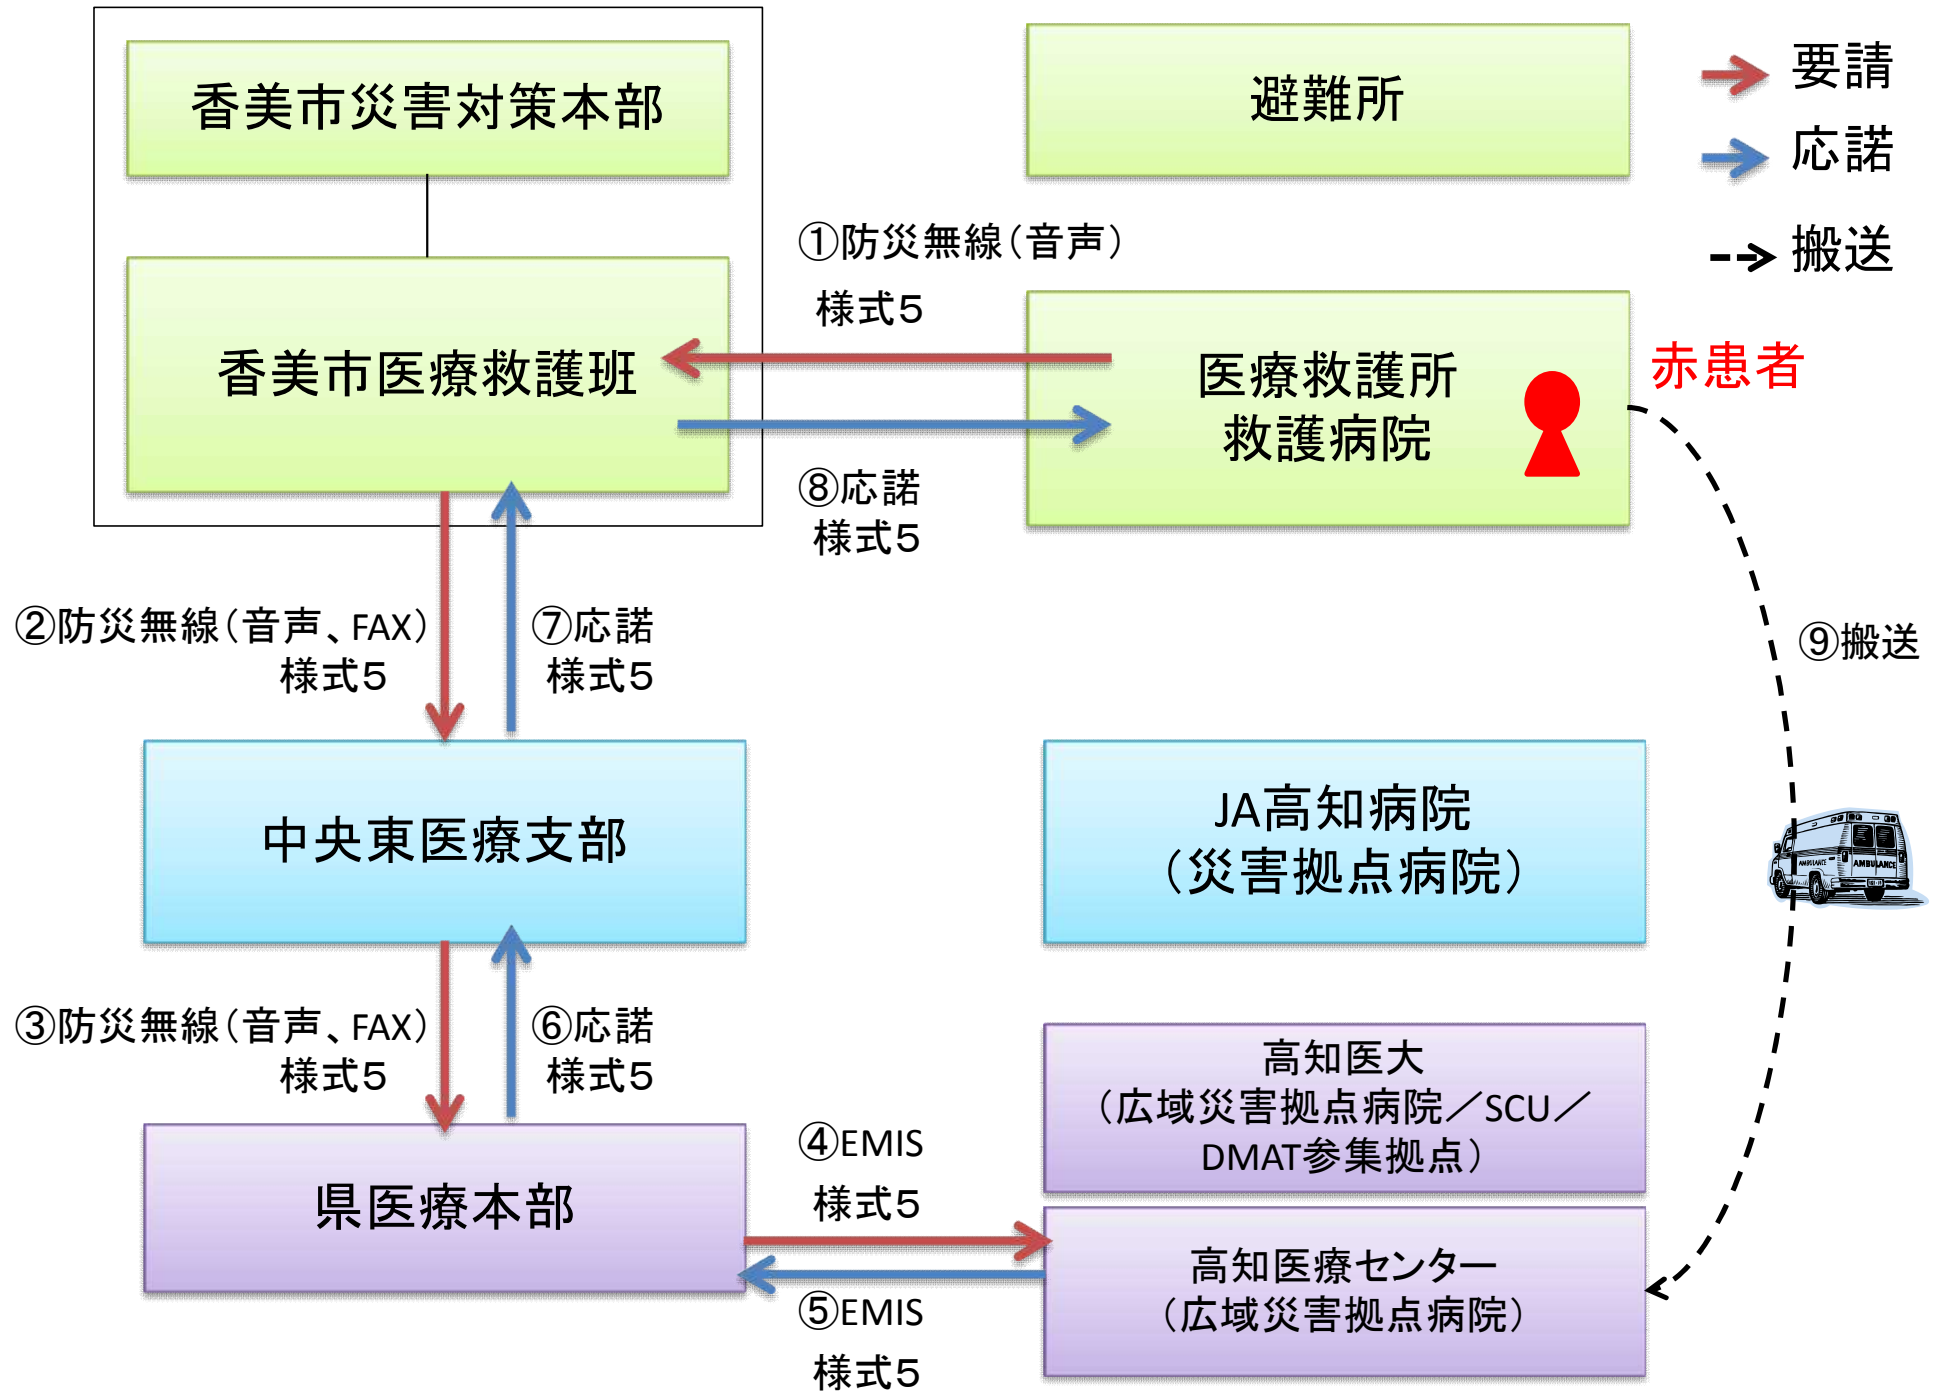 香美市災害対策本部
避難所
要請
応諾
搬送
①防災無線（音声）
様式5
香美市医療救護班
医療救護所
救護病院
赤患者
⑧応諾
様式5
②防災無線（音声、FAX）
様式5
⑦応諾
様式5
⑨搬送
中央東医療支部
JA高知病院
（災害拠点病院）
AMBULANCE
AMBULANCE
③防災無線（音声、FAX）
様式5
⑥応諾
様式5
高知医大
（広域災害拠点病院／SCU／
DMAT参集拠点）
④EMIS
様式5
県医療本部
高知医療センター
（広域災害拠点病院）
⑤EMIS
様式5